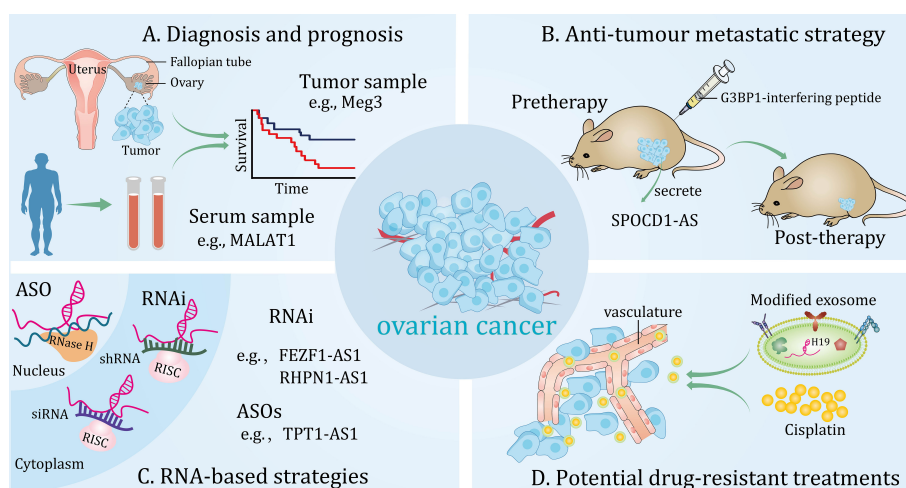 A. Diagnosis and prognosis
Uterus
Fallopian tube
Ovary
Tumor
Tumor sample
e.g., Meg3
Survival
Time
Serum sample
e.g., MALAT1
B. Anti-tumour metastatic strategy
Pretherapy
G3BP1-interfering peptide
secrete
SPOCD1-AS
Post-therapy
ovarian cancer
ASO
RNase H
Nucleus
RNAi
shRNA
RISC
siRNA
RISC
Cytoplasm
RNAi
e.g., FEZF1-AS1
RHPN1-AS1
ASOs
e.g., TPT1-AS1
C. RNA-based strategies
vasculature
Modified exosome
H19
Cisplatin
D. Potential drug-resistant treatments